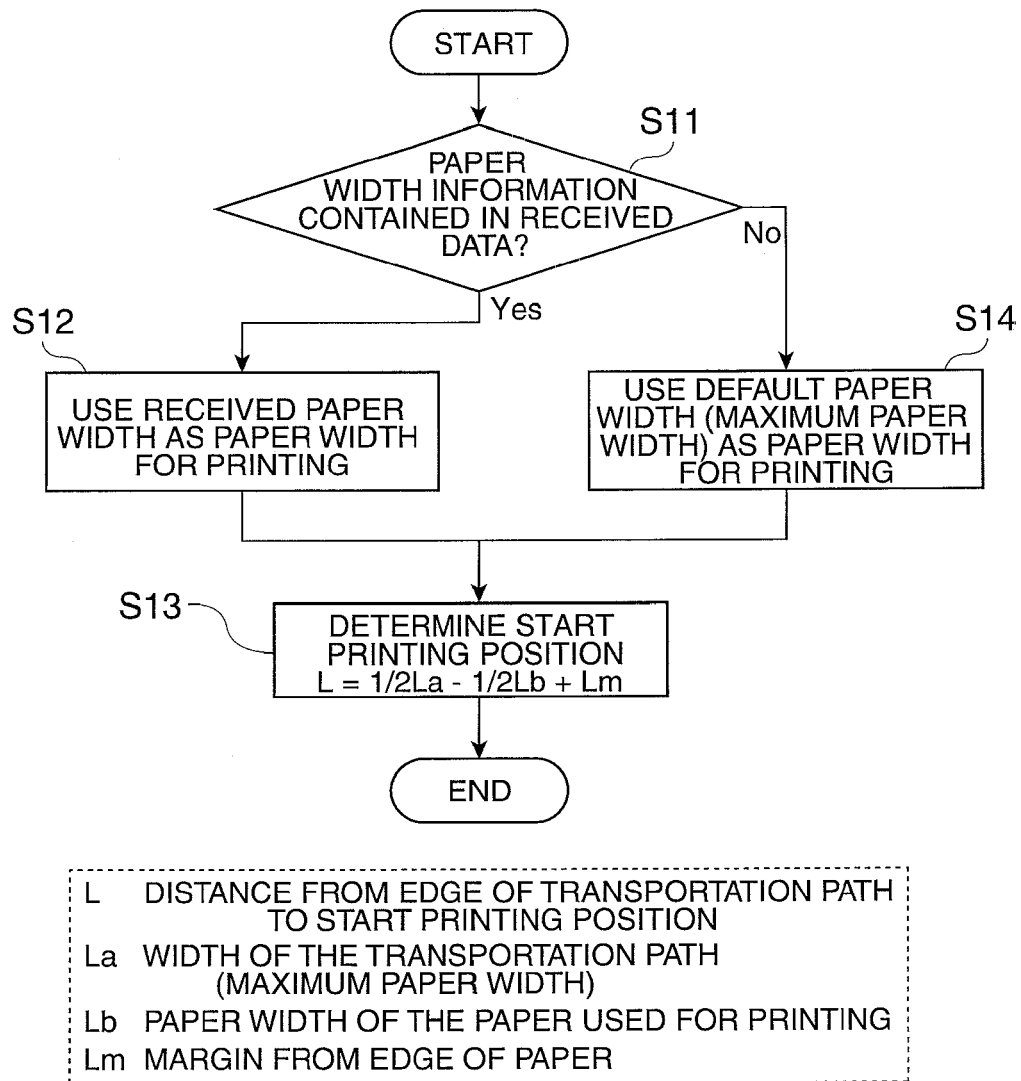 START
S11
PAPER
WIDTH INFORMATION
CONTAINED IN RECEIVED
DATA?
No
Yes
S12
S14
USE RECEIVED PAPER
WIDTH AS PAPER WIDTH
FOR PRINTING
USE DEFAULT PAPER
WIDTH (MAXIMUM PAPER
WIDTH) AS PAPER WIDTH
FOR PRINTING
S13
DETERMINE START
PRINTING POSITION
L = 1/2La - 1/2Lb + Lm
END
L DISTANCE FROM EDGE OF TRANSPORTATION PATH
TO START PRINTING POSITION
La WIDTH OF THE TRANSPORTATION PATH
(MAXIMUM PAPER WIDTH)
Lb PAPER WIDTH OF THE PAPER USED FOR PRINTING
Lm MARGIN FROM EDGE OF PAPER